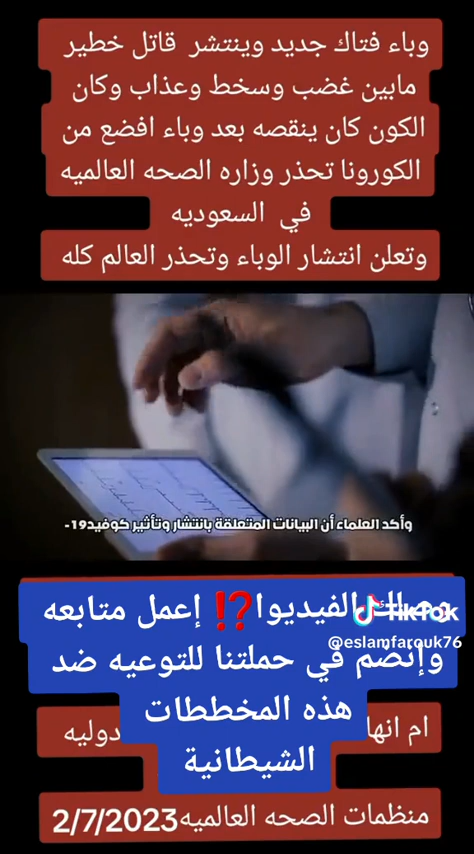 وباء فتاك جديد وينتشر قاتل خطير
مابين غضب وسخط وعذاب وكان
الكون كان ينقصه بعد وباء افضع من
الكورونا تحذر وزاره الصحه العالميه
في السعوديه
وتعلن انتشار الوباء وتحذر العالم كله
وأكد العلماء أن البيانات المتعلقة بانتشار وتأثير كوفيد19-
وصلك الفيديو⁉️ إعمل متابعه
TikTok
@eslamfarouk76
وإنضم في حملتنا للتوعيه ضد
هذه المخططات
الشيطانية
ام انها
دوليه
منظمات الصحه العالميه2/7/2023